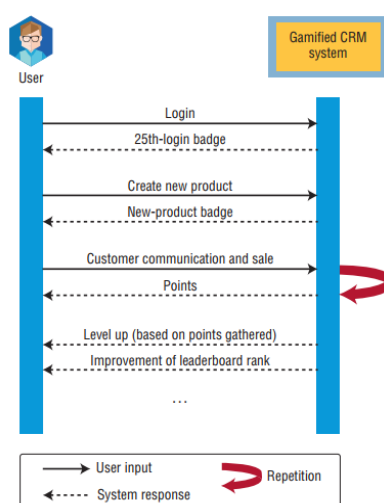 Gamified CRM
system
User
Login
25th-login badge
Create new product
New-product badge
Customer communication and sale
Points
Level up (based on points gathered)
Improvement of leaderboard rank
...
User input
Repetition
System response